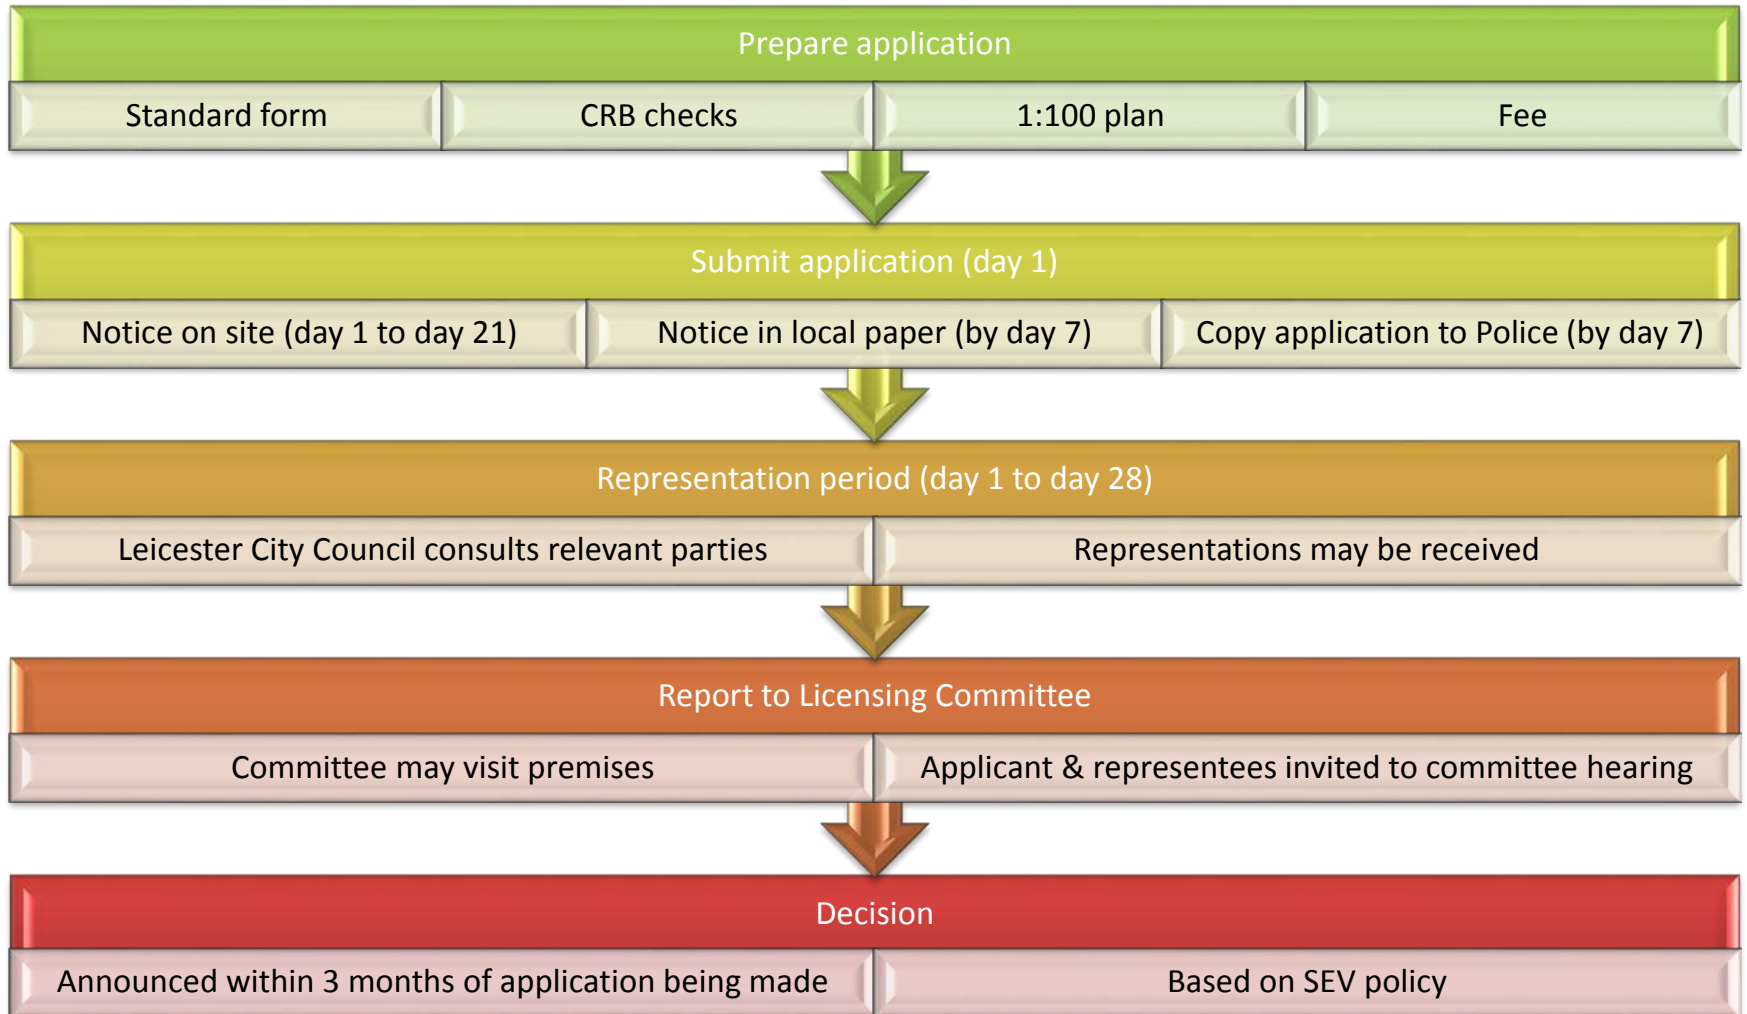 Prepare application
Standard form
CRB checks
1:100 plan
Fee
Submit application (day 1)
Notice on site (day 1 to day 21)
Notice in local paper (by day 7)
Copy application to Police (by day 7)
Representation period (day 1 to day 28)
Leicester City Council consults relevant parties
Representations may be received
Report to Licensing Committee
Committee may visit premises
Applicant & representees invited to committee hearing
Decision
Announced within 3 months of application being made
Based on SEV policy